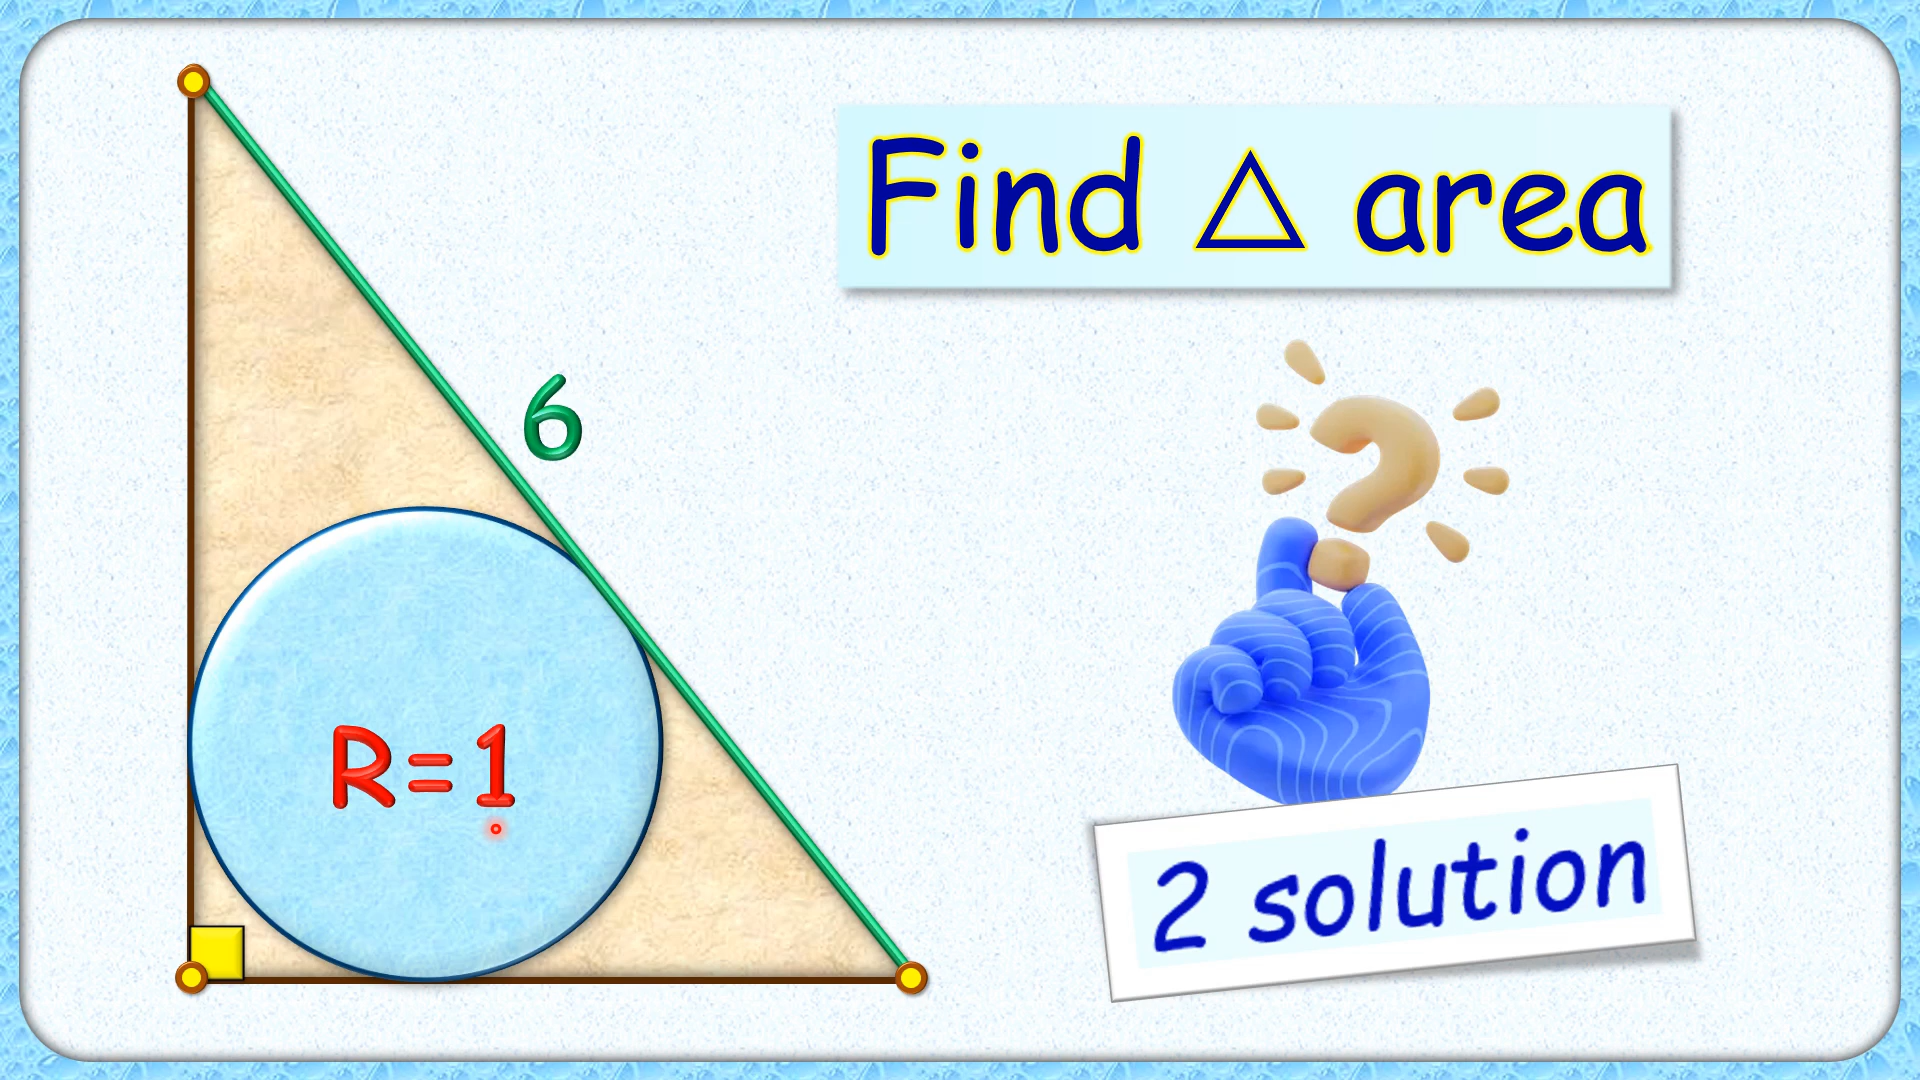 Find △ area
6
R=1
2 solution